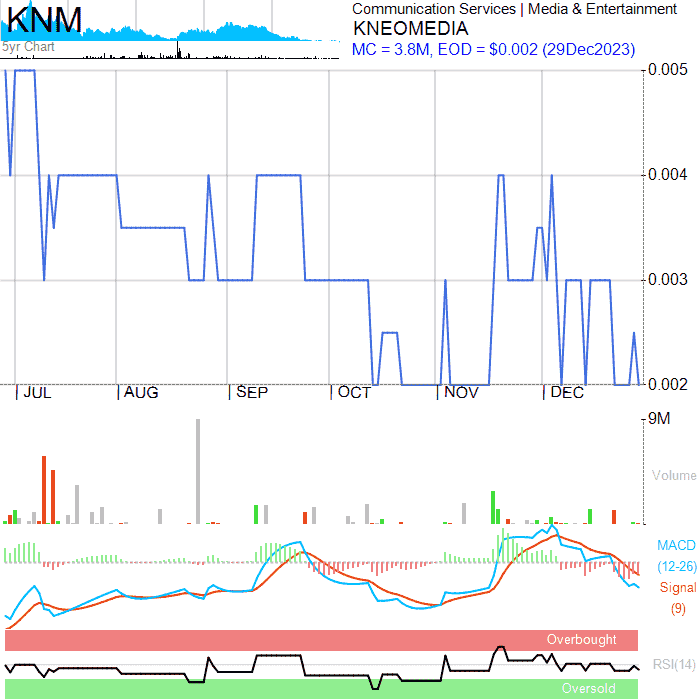 KNM
5yr Chart
Communication Services | Media & Entertainment
KNEOMEDIA
MC = 3.8M, EOD = $0.002 (29Dec2023)
0.005
0.004
0.003
0.002
JUL AUG SEP OCT NOV DEC
9M
Volume
MACD
(12-26)
Signal
(9)
Overbought
RSI(14)
Oversold